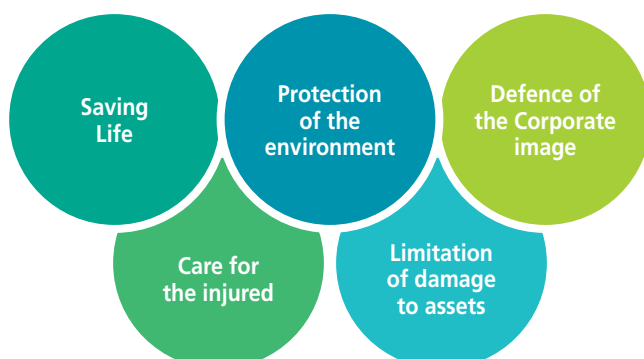 Saving
Life
Protection
of the
environment
Defence of
the Corporate
image
Care for
the injured
Limitation
of damage
to assets